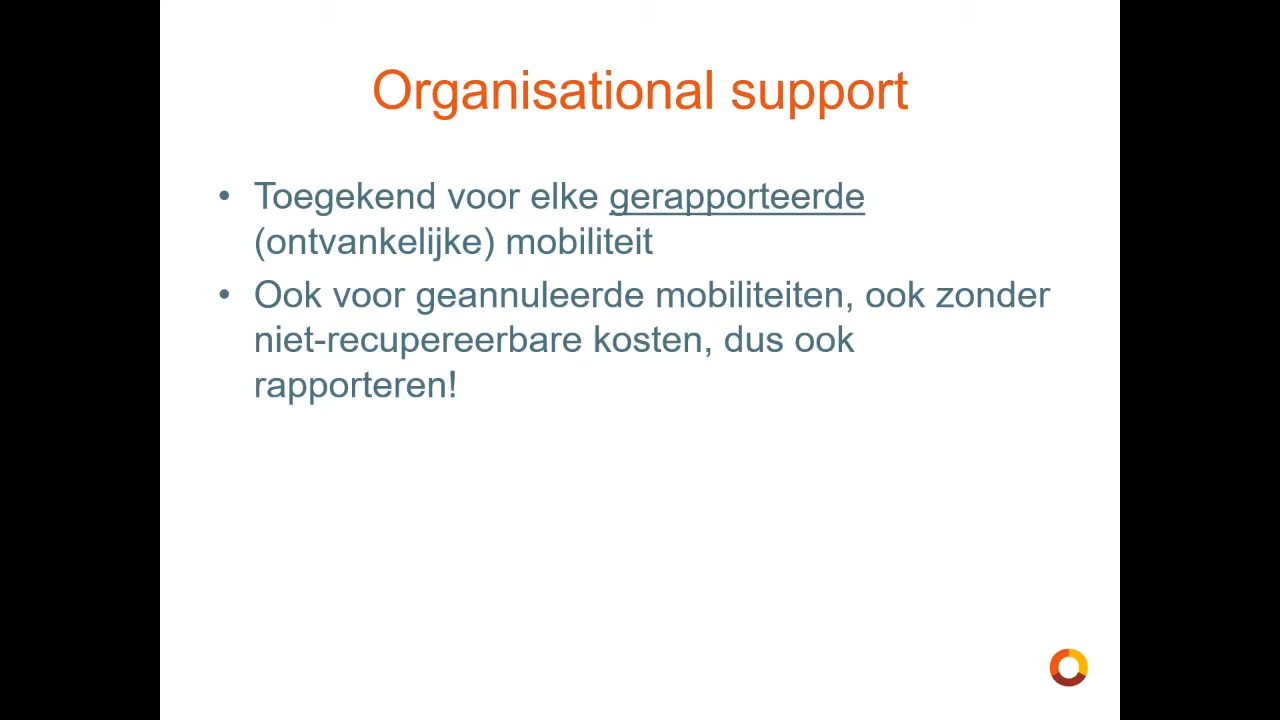 Organisational support
• Toegekend voor elke gerapporteerde
(ontvankelijke) mobiliteit
• Ook voor geannuleerde mobiliteiten, ook zonder
niet-recupereerbare kosten, dus ook
rapporteren!